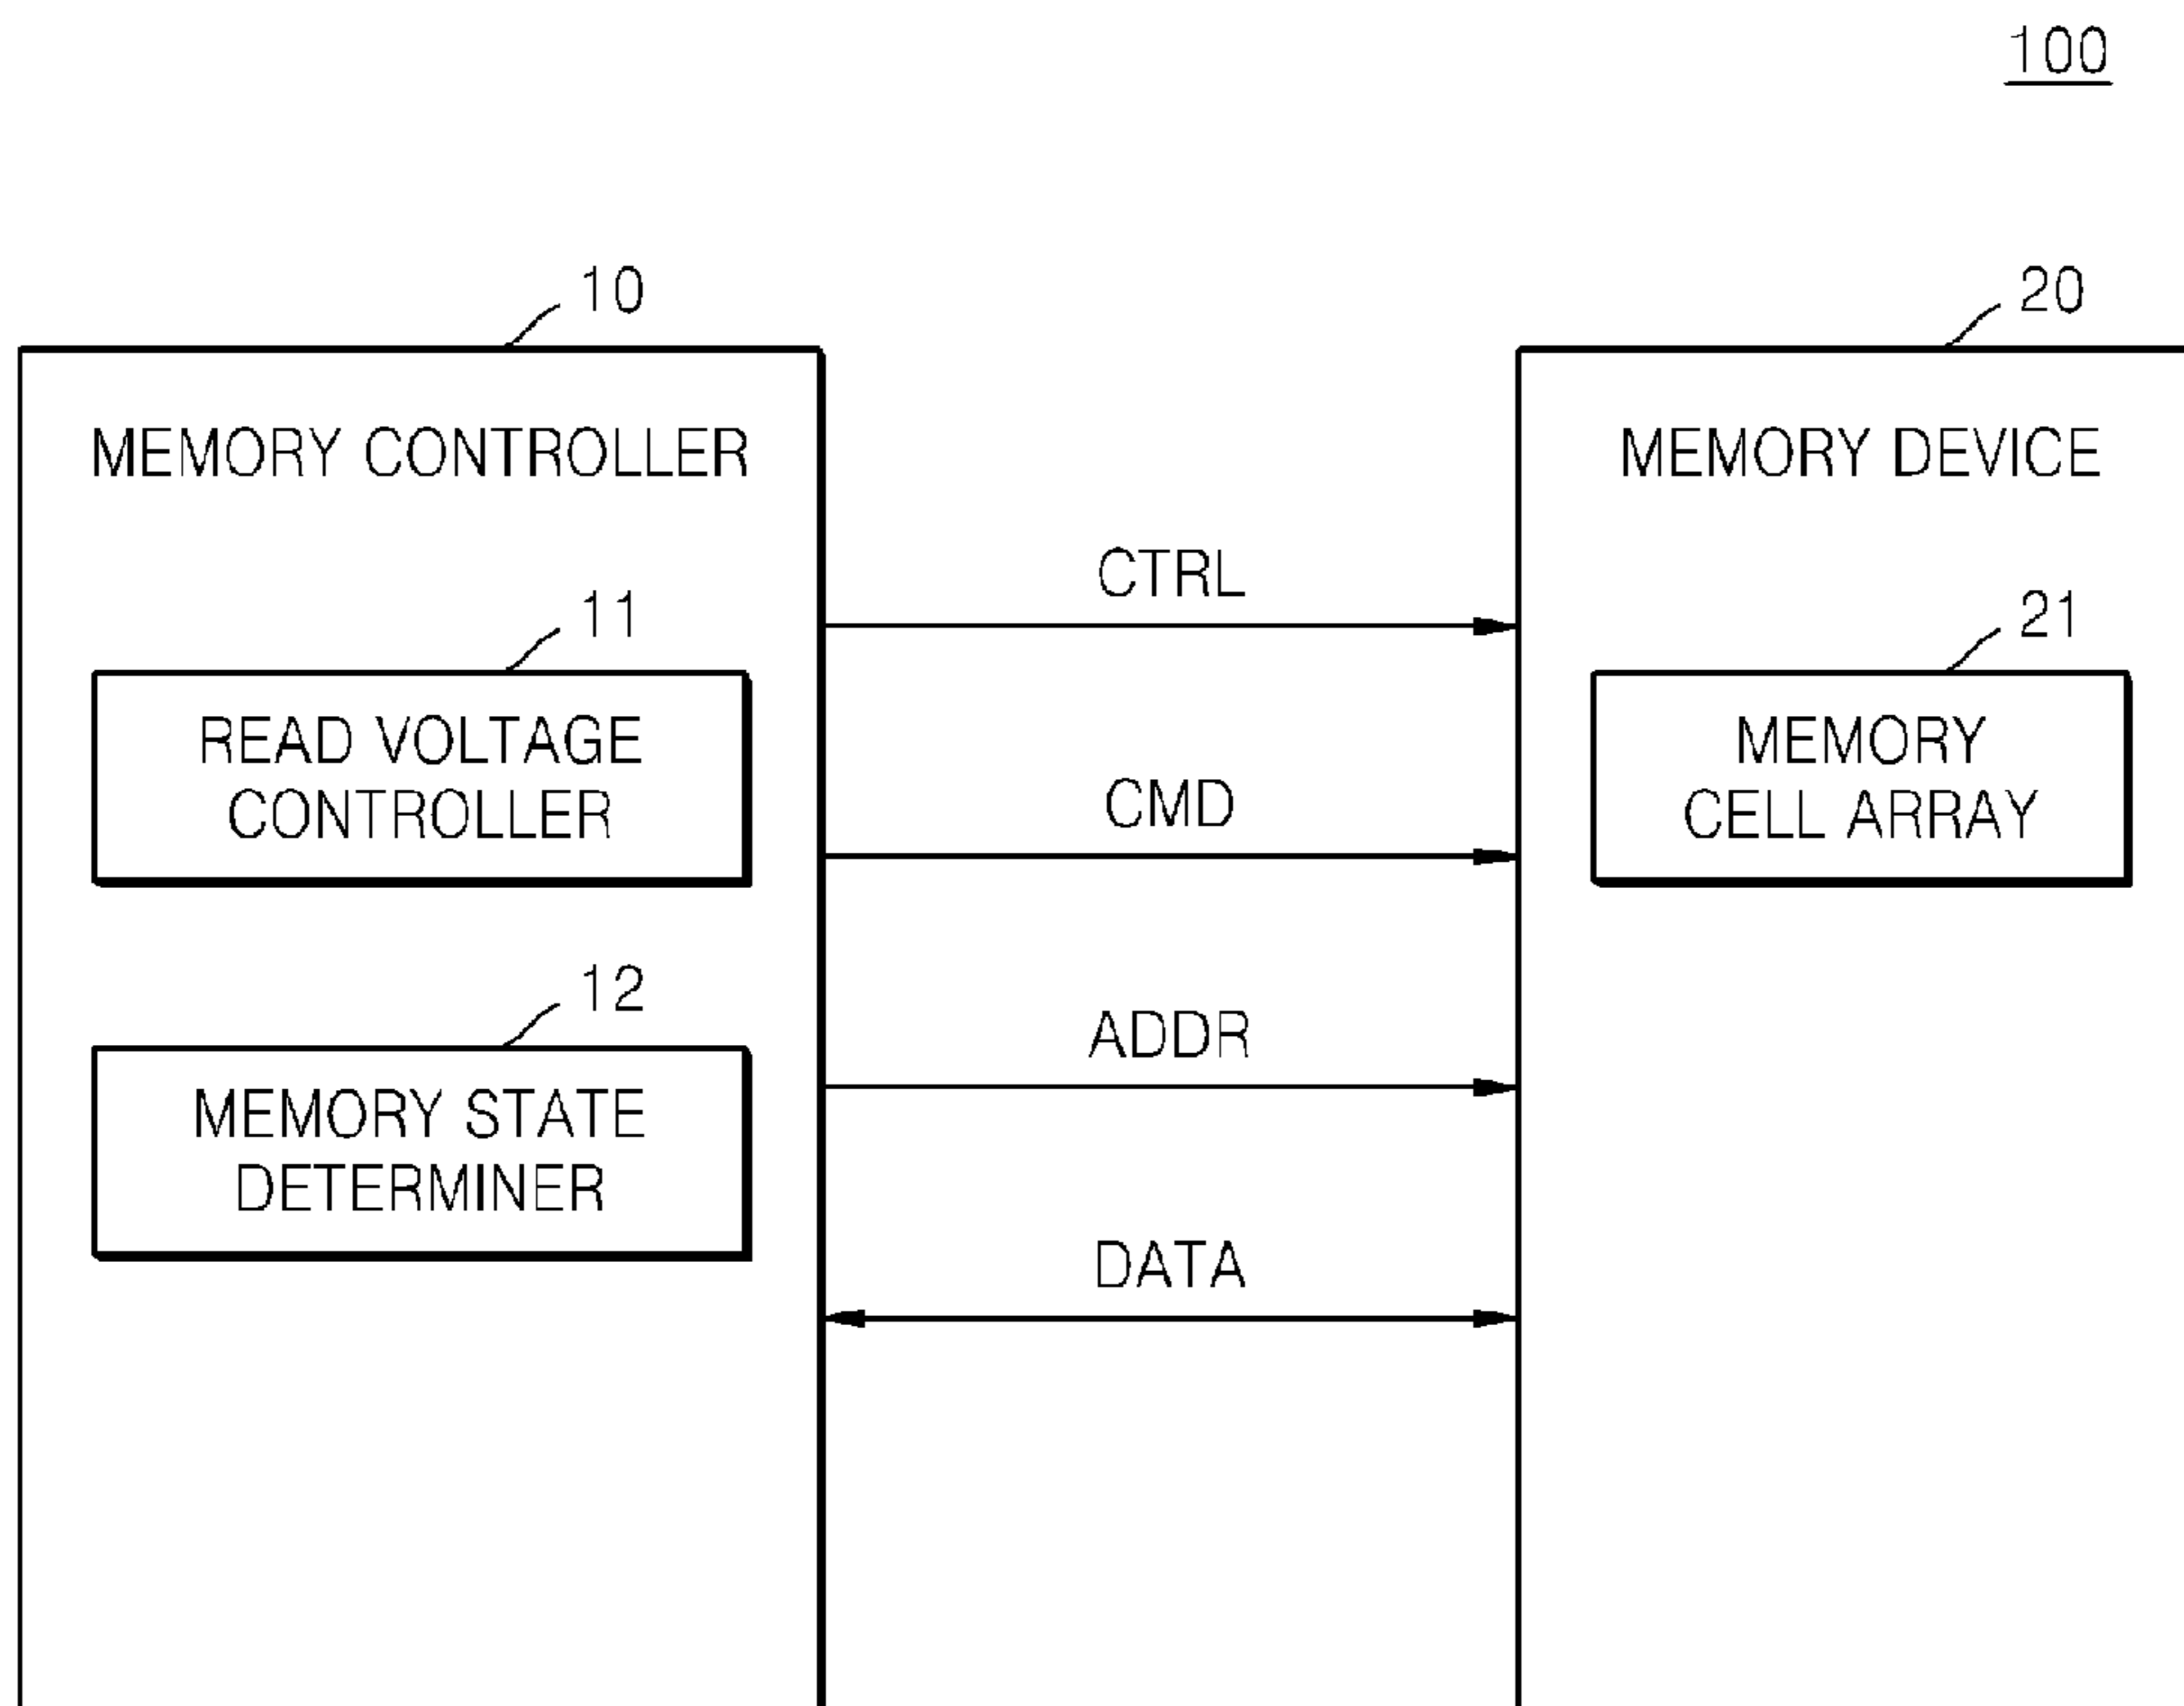 100
10
20
MEMORY CONTROLLER
MEMORY DEVICE
CTRL
11
21
READ VOLTAGE
CONTROLLER
MEMORY
CELL ARRAY
CMD
12
ADDR
MEMORY STATE
DETERMINER
DATA